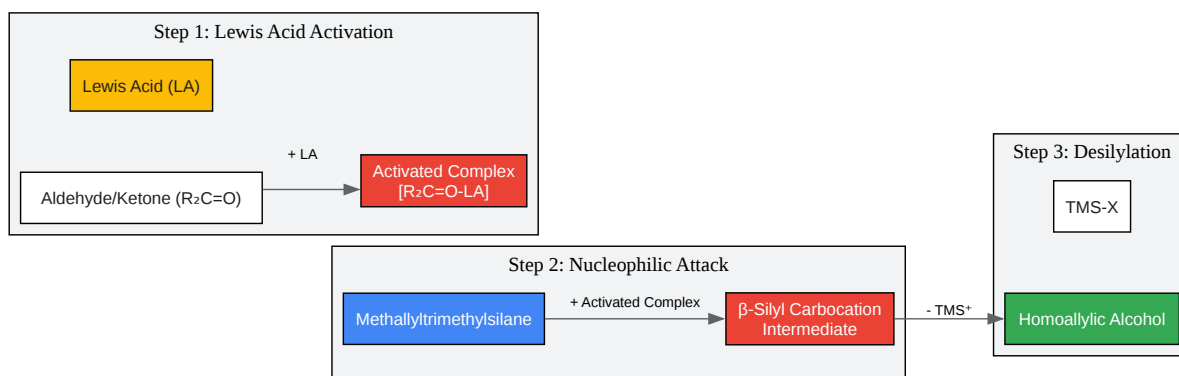 Step 1: Lewis Acid Activation
Lewis Acid (LA)
+ LA
Aldehyde/Ketone (R₂C=O)
Activated Complex
[R₂C=O-LA]
Step 2: Nucleophilic Attack
Methallyltrimethylsilane
+ Activated Complex
β-Silyl Carbocation
Intermediate
- TMS⁺
Step 3: Desilylation
TMS-X
Homoallylic Alcohol